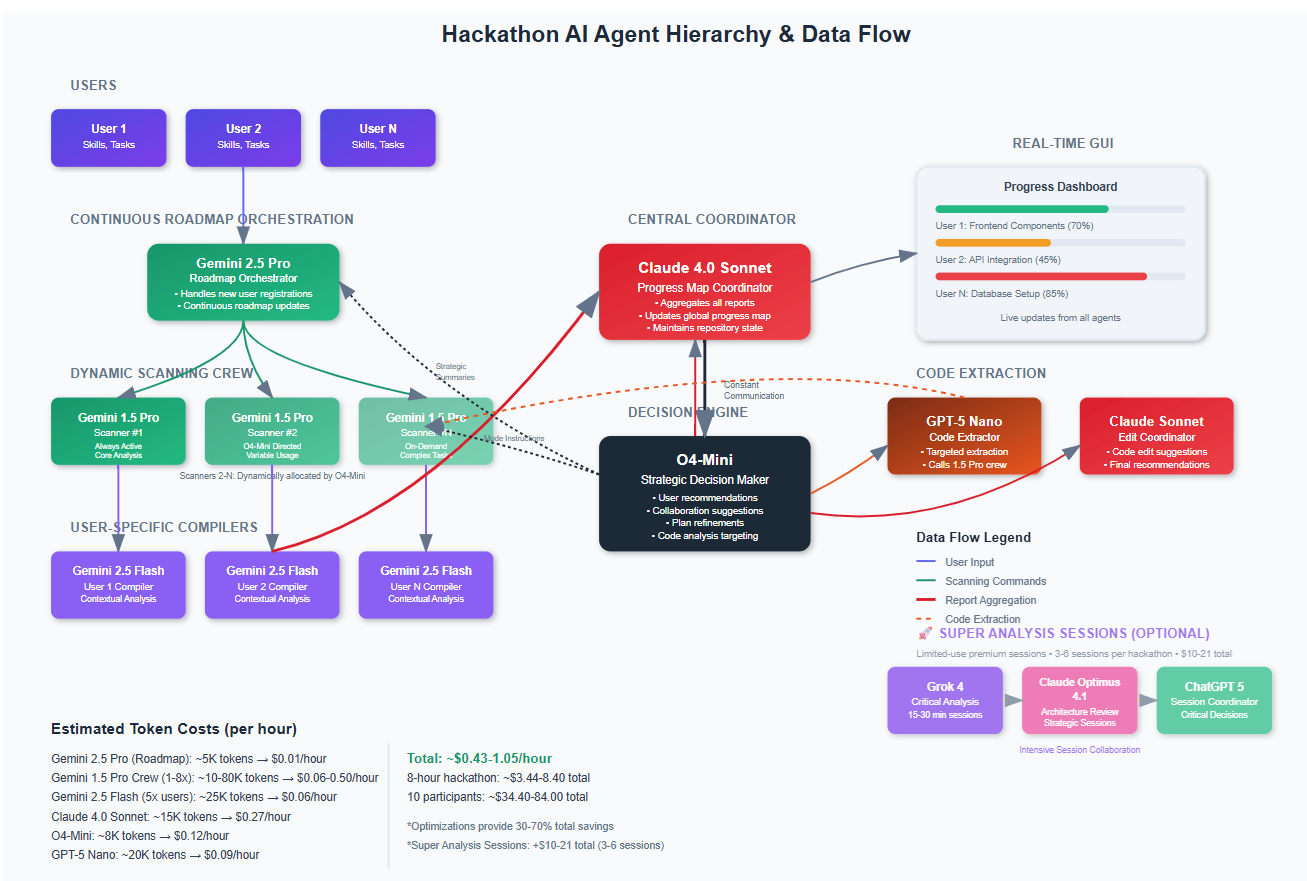 Hackathon AI Agent Hierarchy & Data Flow
USERS
User 1
Skills, Tasks
User 2
Skills, Tasks
User N
Skills, Tasks
CONTINUOUS ROADMAP ORCHESTRATION
Gemini 2.5 Pro
Roadmap Orchestrator
• Handles new user registrations
• Continuous roadmap updates
CENTRAL COORDINATOR
Claude 4.0 Sonnet
Progress Map Coordinator
• Aggregates all reports
• Updates global progress map
• Maintains repository state
REAL-TIME GUI
Progress Dashboard
User 1: Frontend Components (70%)
User 2: API Integration (45%)
User N: Database Setup (85%)
Live updates from all agents
Strategic
Summaries
Constant
Communication
DYNAMIC SCANNING CREW
Gemini 1.5 Pro
Scanner #1
Always Active
Core Analysis
Gemini 1.5 Pro
Scanner #2
O4-Mini Directed
Variable Usage
Gemini 1.5 Pro
On-Demand
Complex Tasks
Mode Instructions
Scanners 2-N: Dynamically allocated by O4-Mini
DECISION ENGINE
O4-Mini
Strategic Decision Maker
• User recommendations
• Collaboration suggestions
• Plan refinements
• Code analysis targeting
CODE EXTRACTION
GPT-5 Nano
Code Extractor
• Targeted extraction
• Calls 1.5 Pro crew
Claude Sonnet
Edit Coordinator
• Code edit suggestions
• Final recommendations
USER-SPECIFIC COMPILERS
Gemini 2.5 Flash
User 1 Compiler
Contextual Analysis
Gemini 2.5 Flash
User 2 Compiler
Contextual Analysis
Gemini 2.5 Flash
User N Compiler
Contextual Analysis
Data Flow Legend
User Input
Scanning Commands
Report Aggregation
Code Extraction
🚀 SUPER ANALYSIS SESSIONS (OPTIONAL)
Limited-use premium sessions • 3-6 sessions per hackathon • $10-21 total
Grok 4
Critical Analysis
15-30 min sessions
Claude Optimus
4.1
Architecture Review
Strategic Sessions
ChatGPT 5
Session Coordinator
Critical Decisions
Intensive Session Collaboration
Estimated Token Costs (per hour)
Gemini 2.5 Pro (Roadmap): ~5K tokens → $0.01/hour
Gemini 1.5 Pro Crew (1-8x): ~10-80K tokens → $0.06-0.50/hour
Gemini 2.5 Flash (5x users): ~25K tokens → $0.06/hour
Claude 4.0 Sonnet: ~15K tokens → $0.27/hour
O4-Mini: ~8K tokens → $0.12/hour
GPT-5 Nano: ~20K tokens → $0.09/hour
Total: ~$0.43-1.05/hour
8-hour hackathon: ~$3.44-8.40 total
10 participants: ~$34.40-84.00 total
*Optimizations provide 30-70% total savings
*Super Analysis Sessions: +$10-21 total (3-6 sessions)